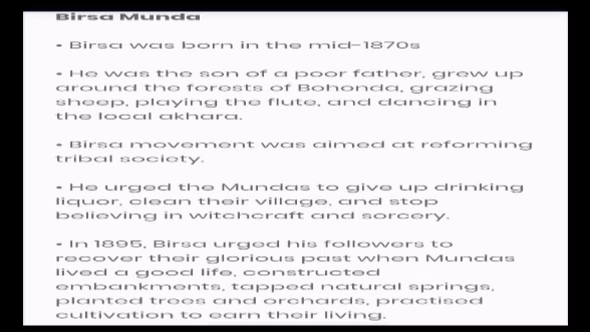 Birsa Munda
• Birsa was born in the mid-1870s
• He was the son of a poor father, grew up
around the forests of Bohonda, grazing
sheep, playing the flute, and dancing in
the local akhara.
• Birsa movement was aimed at reforming
tribal society.
• He urged the Mundas to give up drinking
liquor, clean their village, and stop
believing in witchcraft and sorcery.
• In 1895, Birsa urged his followers to
recover their glorious past when Mundas
lived a good life, constructed
embankments, tapped natural springs,
planted trees and orchards, practised
cultivation to earn their living.